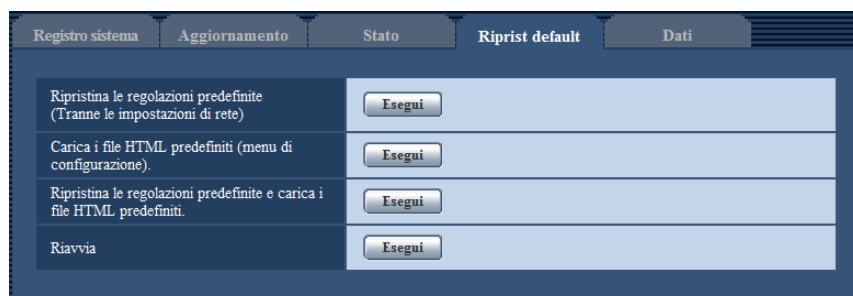 Registro sistema
Aggiornamento
Stato
Riprist default
Dati
Ripristina le regolazioni predefinite
(Tranne le impostazioni di rete)
Esegui
Carica i file HTML predefiniti (menu di
configurazione).
Esegui
Ripristina le regolazioni predefinite e carica i
file HTML predefiniti.
Esegui
Riavvia
Esegui